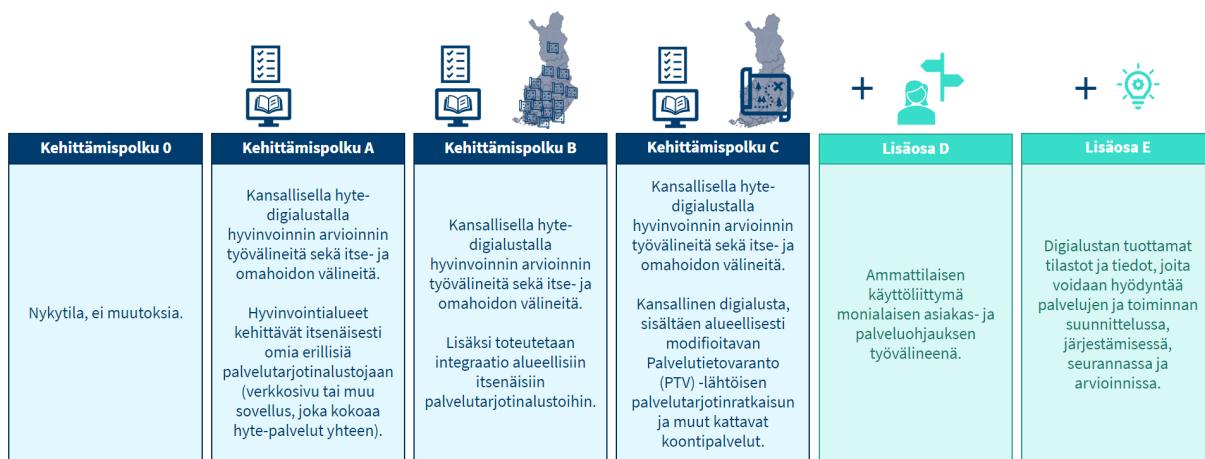 Kehittämispolku 0
Nykytila, ei muutoksia.
Kehittämispolku A
Kansallisella hyte-
digialustalla
hyvinvoinnin arvioinnin
työvälineitä sekä itse- ja
omahoidon välineitä.
Hyvinvointialueet
kehittävät itsenäisesti
omia erillisiä
palvelutarjotinalustojaan
(verkkosivu tai muu
sovellus, joka kokoaa
hyte-palvelut yhteen).
Kehittämispolku B
Kansallisella hyte-
digialustalla
hyvinvoinnin arvioinnin
työvälineitä sekä itse- ja
omahoidon välineitä.
Lisäksi toteutetaan
integraatio alueellisiin
itsenäisiin
palvelutarjotinalustoihin.
Kehittämispolku C
Kansallisella hyte-
digialustalla
hyvinvoinnin arvioinnin
työvälineitä sekä itse- ja
omahoidon välineitä.
Kansallinen digialusta,
sisältäen alueellisesti
modifioitavan
Palvelutietovaranto
(PTV) -lähtöisen
palvelutarjotinratkaisun
ja muut kattavat
koontipalvelut.
+
Lisäosa D
Ammattilaisen
käyttöliittymä
monialaisen asiakas- ja
palveluohjauksen
työvälineenä.
+
Lisäosa E
Digialustan tuottamat
tilastot ja tiedot, joita
voidaan hyödyntää
palvelujen ja toiminnan
suunnittelussa,
järjestämisessä,
seurannassa ja
arvioinnissa.